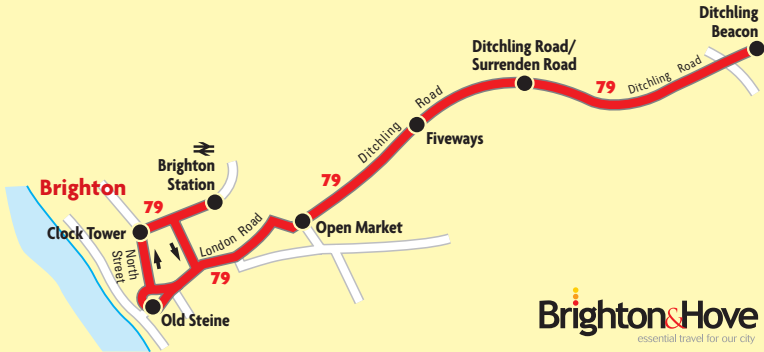 Ditchling
Beacon
Ditchling Road/
Surrenden Road
79
Ditchling Road
Ditchling Road
Fiveways
79
Brighton
Station
Brighton
79
Clock Tower
North
Street
London Road
Open Market
79
Old Steine
Brighton&Hove
essential travel for our city